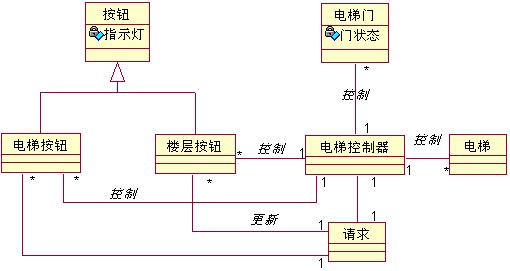 按钮
指示灯
电梯门
门状态
*
控制
1
电梯按钮
楼层按钮
电梯控制器
电梯
*
控制
1
控制
1
*
*
*
*
控制
1
1
更新
1
1
请求
1